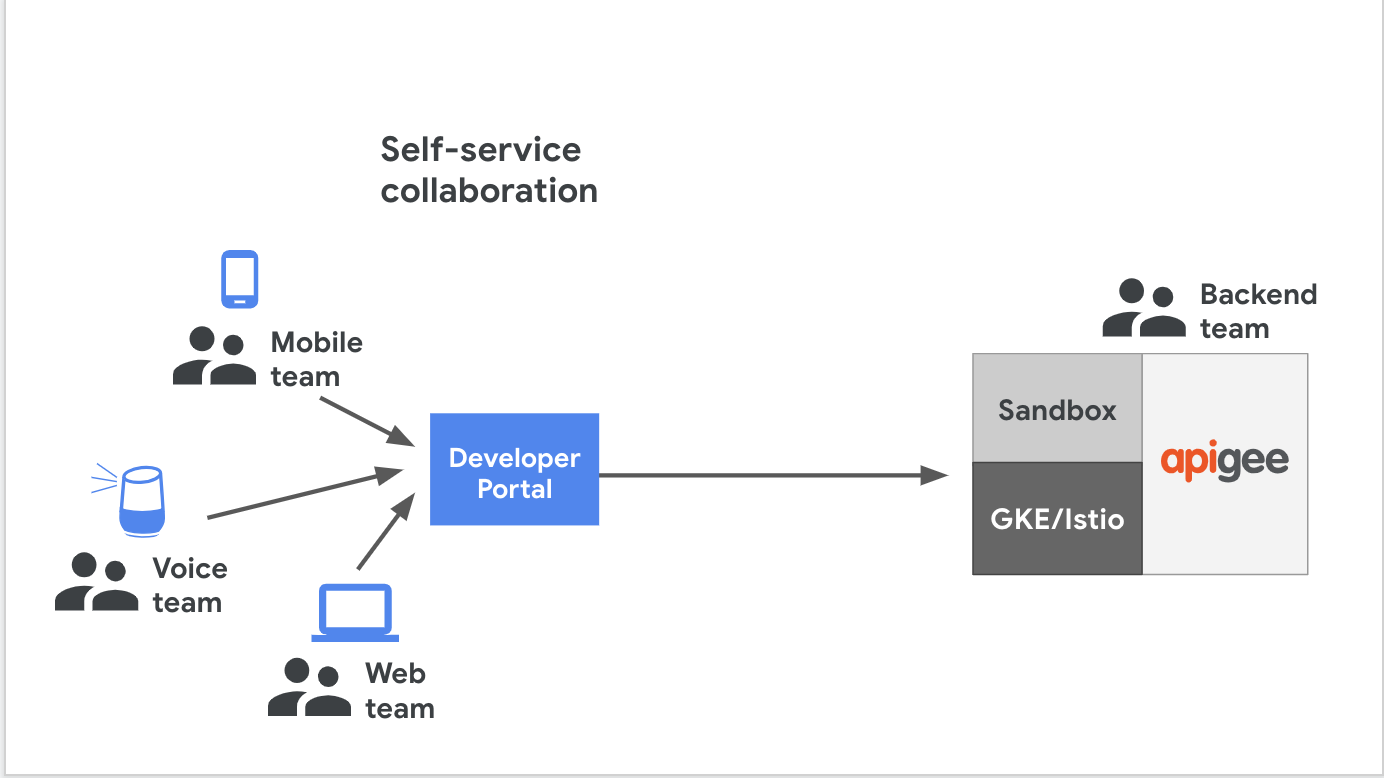 Self-service
collaboration
Mobile
team
Backend
team
Sandbox
apigee
GKE/Istio
Developer
Portal
Voice
team
Web
team